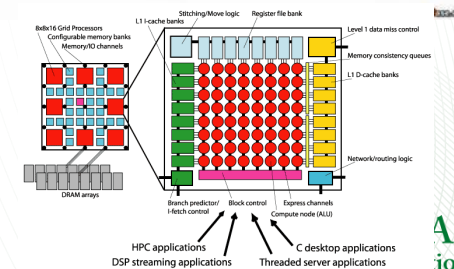 8x8x16 Grid Processors
Configurable memory banks
Memory/IO channels
DRAM arrays
Stitching/Move logic
Register file bank
L1 I-cache banks
Level 1 data miss control
Memory consistency queues
L1 D-cache banks
Network/routing logic
Branch predictor/
I-fetch control
Block control
Express channels
Compute node (ALU)
HPC applications
C desktop applications
DSP streaming applications
Threaded server applications